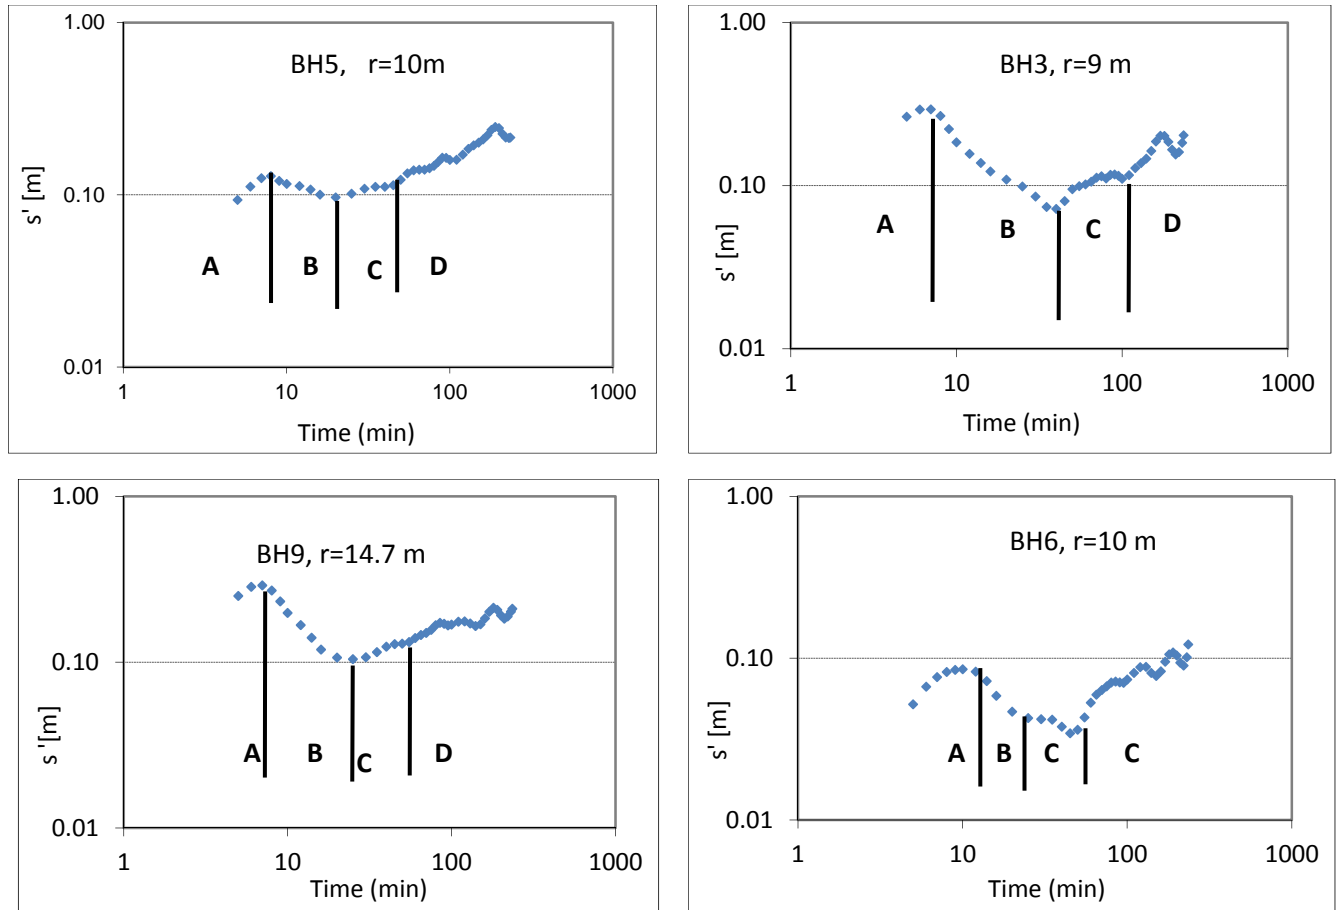 BH5, r=10m
1.00
0.10
0.01
s' [m]
A
B
C
D
1
10
100
1000
Time (min)
BH3, r=9 m
1.00
0.10
0.01
s' [m]
A
B
C
D
1
10
100
1000
Time (min)
BH9, r=14.7 m
1.00
0.10
0.01
s'[m]
A
B
C
D
1
10
100
1000
Time (min)
BH6, r=10 m
1.00
0.10
0.01
s' [m]
A
B
C
C
1
10
100
1000
Time (min)